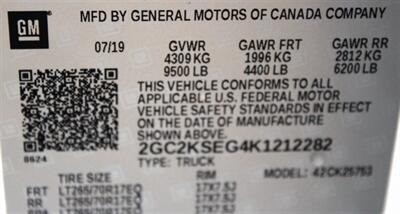 GM
MFD BY GENERAL MOTORS OF CANADA COMPANY
07/19 GVWR GAWR FRT GAWR RR
4309 KG 1996 KG 2812 KG
9500 LB 4400 LB 6200 LB
THIS VEHICLE CONFORMS TO ALL
APPLICABLE U.S. FEDERAL MOTOR
VEHICLE SAFETY STANDARDS IN EFFECT
ON THE DATE OF MANUFACTURE SHOWN ABOVE.
2GC2KSEG4K1212282
8624 TYPE: TRUCK MODEL: 42CK25753
TIRE SIZE RIM
FRT LT265/70R17EQ 17X7.5J
RR LT265/70R17EQ 17X7.5J